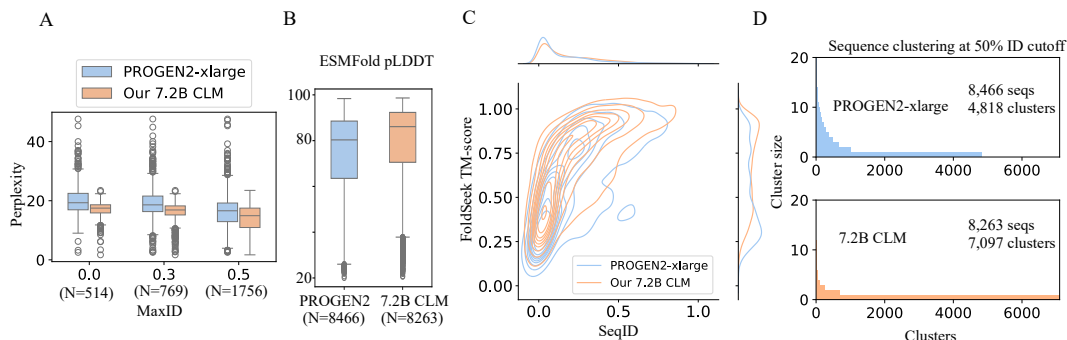 A
PROGEN2-xlarge
Our 7.2B CLM
Perplexity
40
20
0
0.0
0.3
0.5
(N=514)
(N=769)
(N=1756)
MaxID
B
ESMFold pLDDT
100
80
20
PROGEN2
7.2B CLM
(N=8466)
(N=8263)
C
FoldSeek TM-score
1.00
0.75
0.50
0.25
0.00
PROGEN2-xlarge
Our 7.2B CLM
0.0
0.5
1.0
SeqID
D
Sequence clustering at 50% ID cutoff
Cluster size
20
10
0
PROGEN2-xlarge
8,466 seqs
4,818 clusters
0
2000
4000
6000
20
10
0
7.2B CLM
8,263 seqs
7,097 clusters
0
2000
4000
6000
Clusters